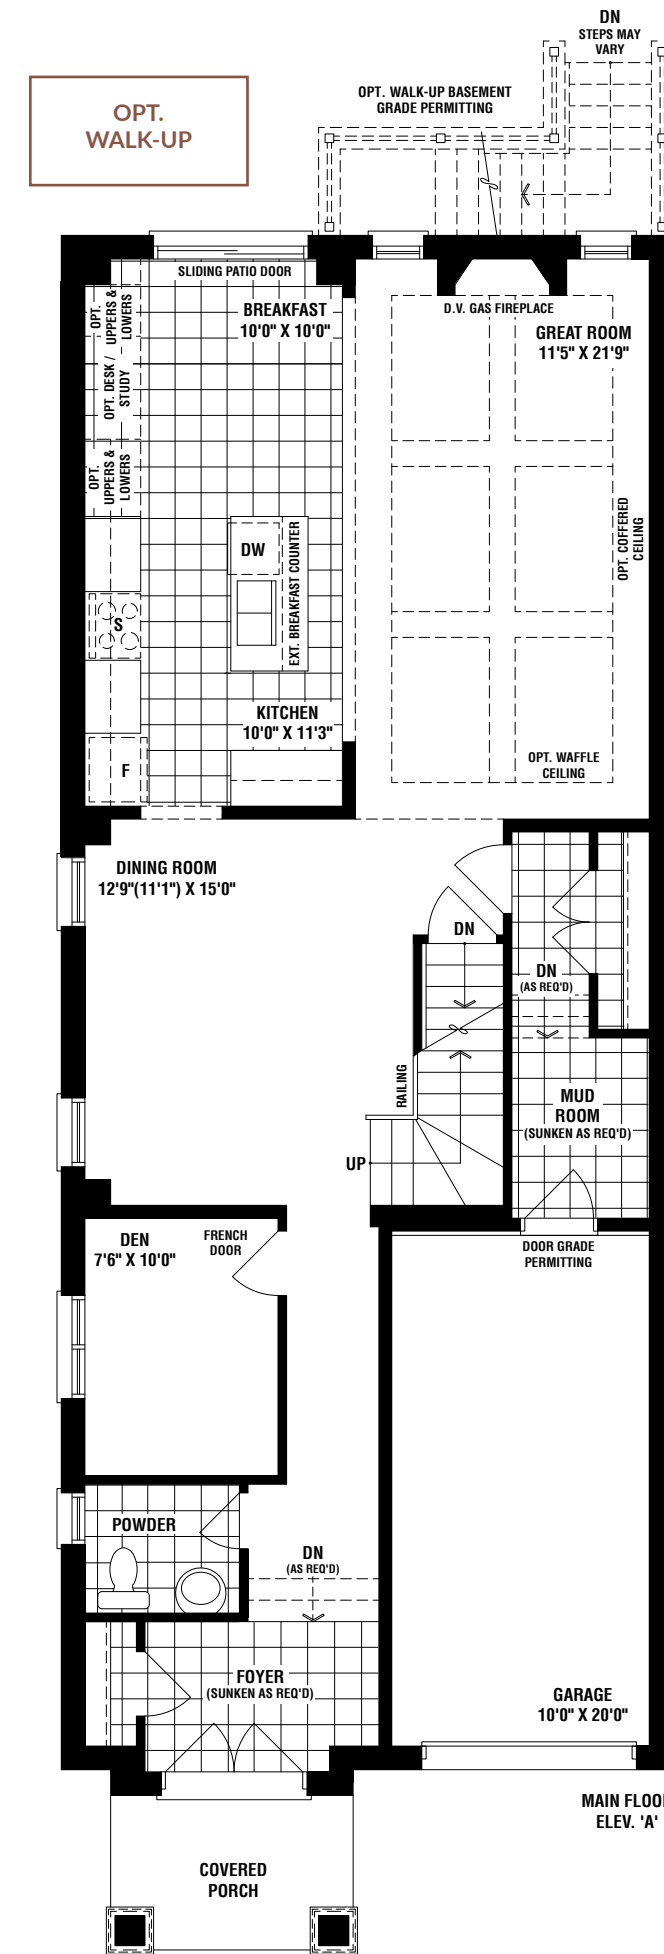 DN
STEPS MAY
VARY
OPT.
WALK-UP
OPT. WALK-UP BASEMENT
GRADE PERMITTING
SLIDING PATIO DOOR
OPT.
UPPERS &
LOWERS
BREAKFAST
10'0" X 10'0"
D.V. GAS FIREPLACE
GREAT ROOM
11'5" X 21'9"
OPT. DESK /
STUDY
OPT.
UPPERS &
LOWERS
DW
EXT. BREAKFAST COUNTER
OPT. COFFERED
CEILING
S
KITCHEN
10'0" X 11'3"
F
OPT. WAFFLE
CEILING
DINING ROOM
12'9"(11'1") X 15'0"
DN
DN
(AS REQ'D)
RAILING
MUD
ROOM
(SUNKEN AS REQ'D)
UP
DEN
7'6" X 10'0"
FRENCH
DOOR
DOOR GRADE
PERMITTING
POWDER
DN
(AS REQ'D)
FOYER
(SUNKEN AS REQ'D)
GARAGE
10'0" X 20'0"
MAIN FLOO
ELEV. 'A'
COVERED
PORCH